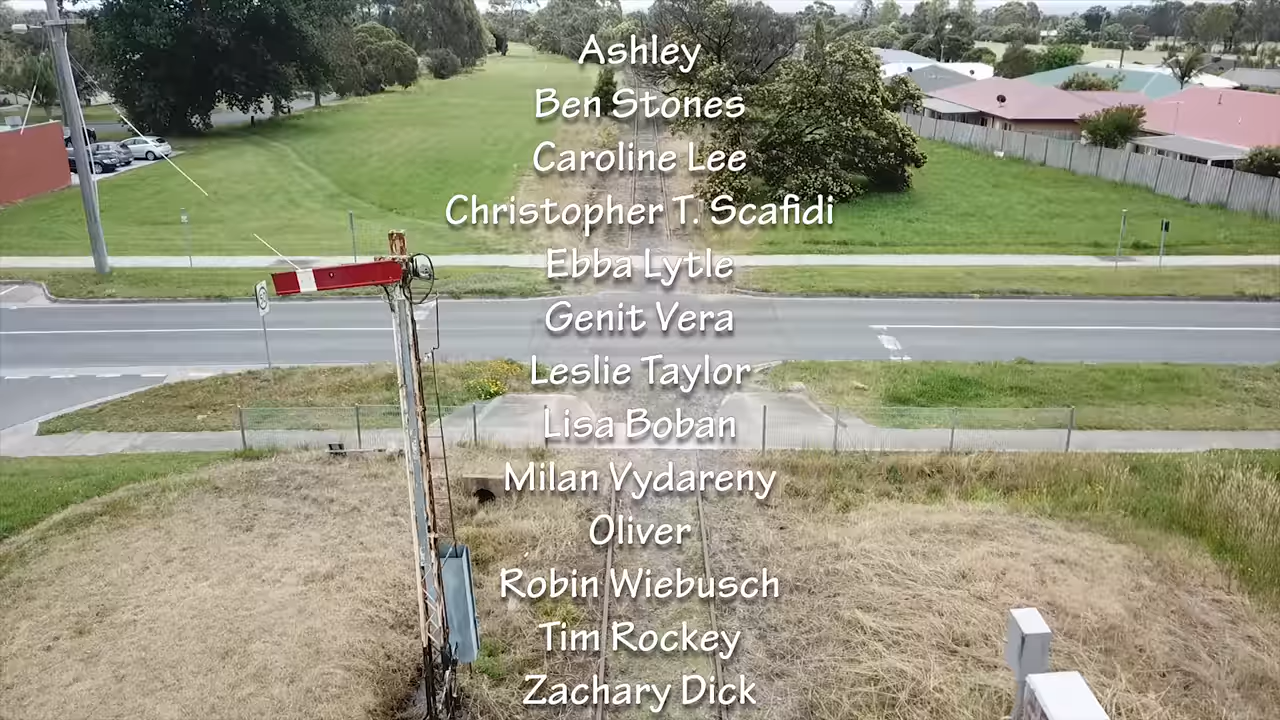 Ashley
Ben Stones
Caroline Lee
Christopher T. Scafidi
Ebba Lytle
Genit Vera
Leslie Taylor
Lisa Boban
Milan Vydareny
Oliver
Robin Wiebusch
Tim Rockey
Zachary Dick